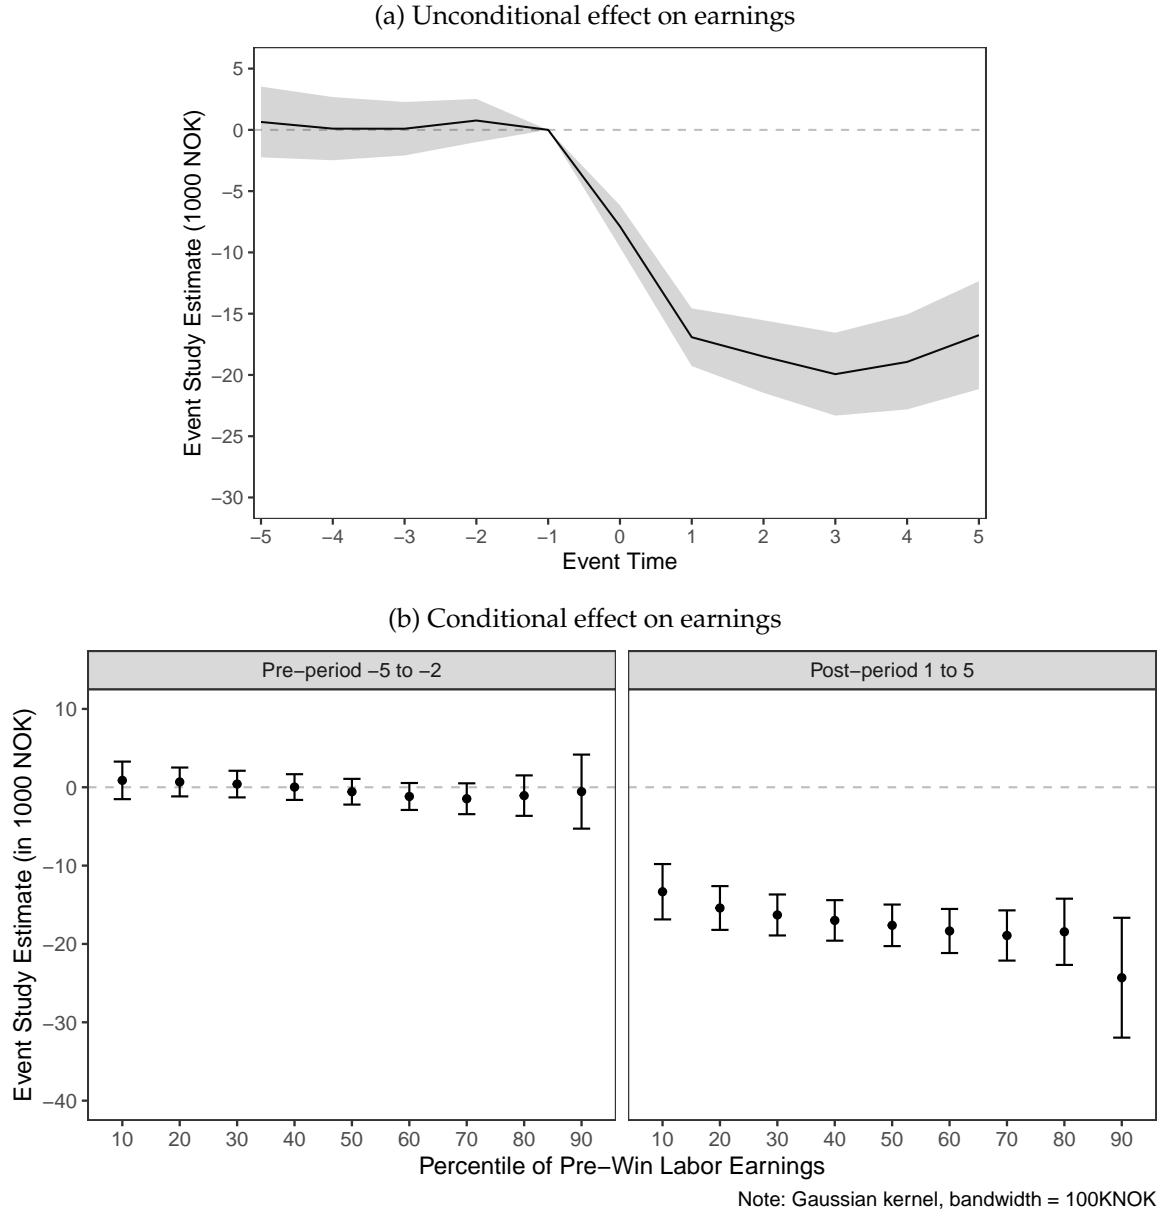 (a) Unconditional effect on earnings
Event Study Estimate (1000 NOK)
5
0
−5
−10
−15
−20
−25
−30
−5 −4 −3 −2 −1 0 1 2 3 4 5
Event Time
(b) Conditional effect on earnings
Pre−period −5 to −2 Post−period 1 to 5
Event Study Estimate (in 1000 NOK)
10
0
−10
−20
−30
−40
10 20 30 40 50 60 70 80 90 10 20 30 40 50 60 70 80 90
Percentile of Pre−Win Labor Earnings
Note: Gaussian kernel, bandwidth = 100KNOK